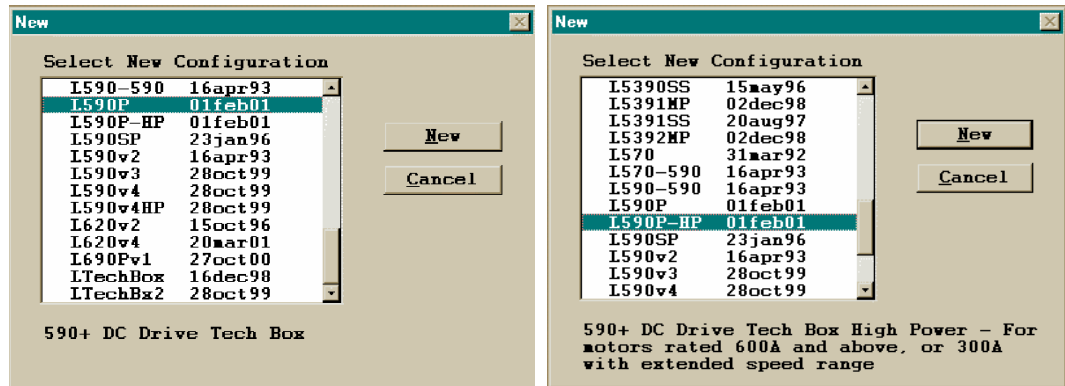 New
Select New Configuration
L590-590 16apr93
L590P 01feb01
L590P-HP 01feb01
L590SP 23jan96
L590v2 16apr93
L590v3 28oct99
L590v4 28oct99
L590v4HP 28oct99
L620v2 15oct96
L620v4 20mar01
L690Pv1 27oct00
LTechBox 16dec98
LTechBx2 28oct99
New
Cancel
590+ DC Drive Tech Box
New
Select New Configuration
L5390SS 15may96
L5391MP 02dec98
L5391SS 20aug97
L5392MP 02dec98
L570 31mar92
L570-590 16apr93
L590-590 16apr93
L590P 01feb01
L590P-HP 01feb01
L590SP 23jan96
L590v2 16apr93
L590v3 28oct99
L590v4 28oct99
New
Cancel
590+ DC Drive Tech Box High Power - For
motors rated 600A and above, or 300A
with extended speed range